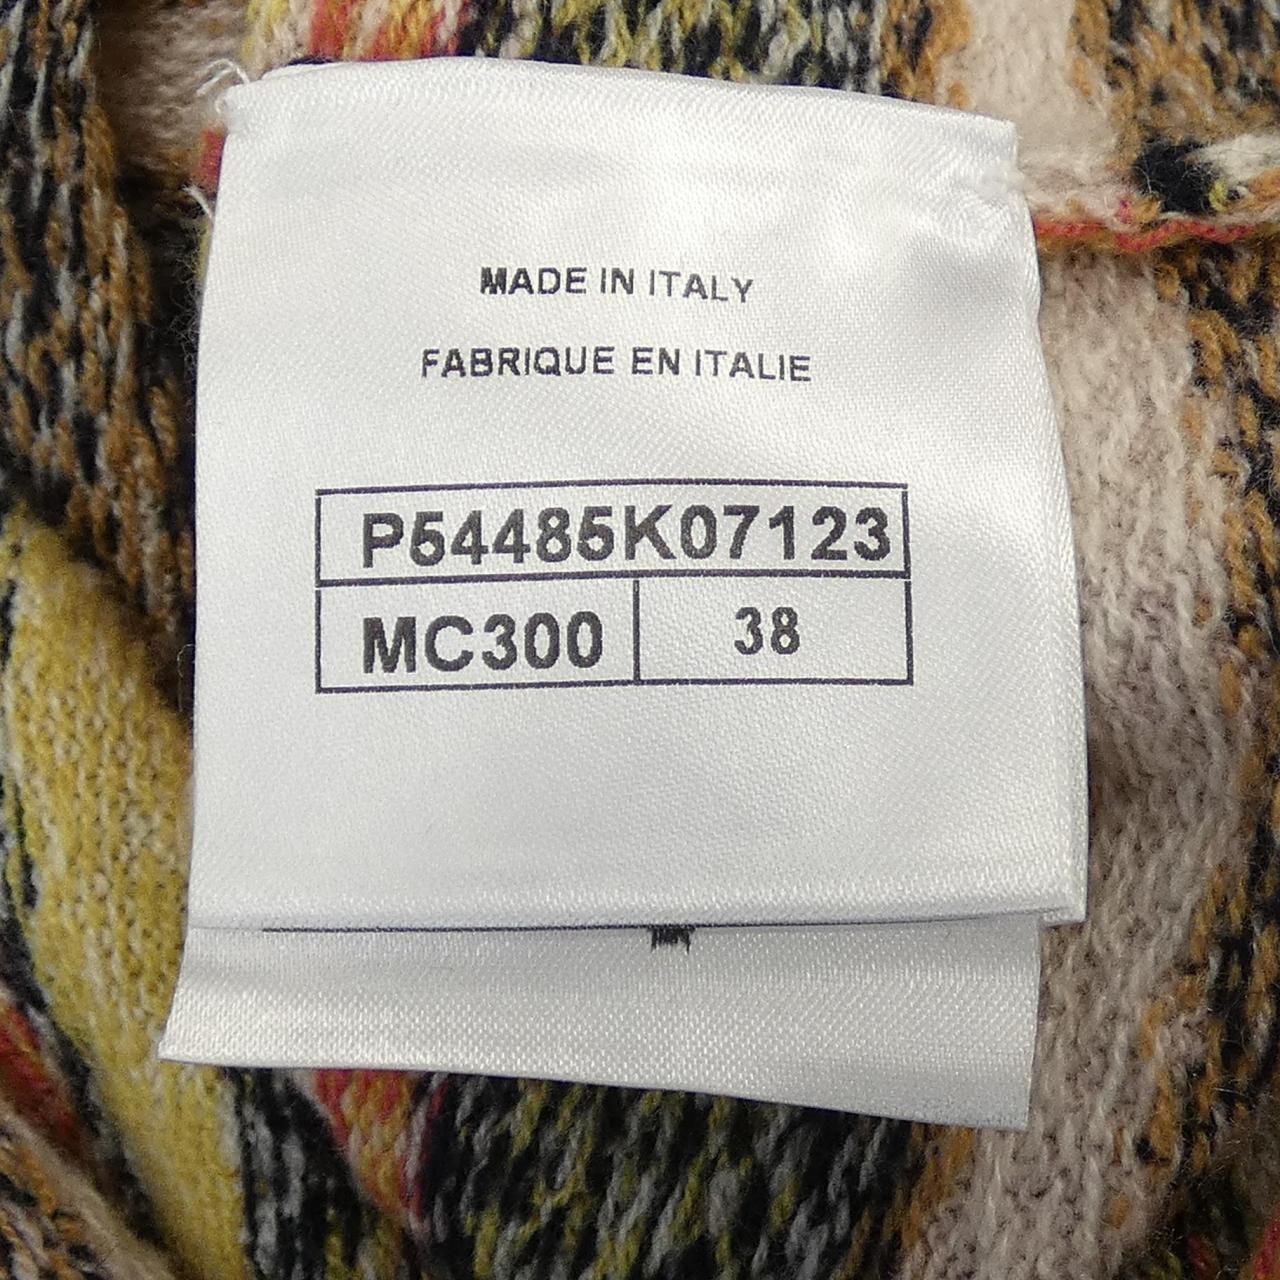 MADE IN ITALY
FABRIQUE EN ITALIE
P54485K07123
MC300 38